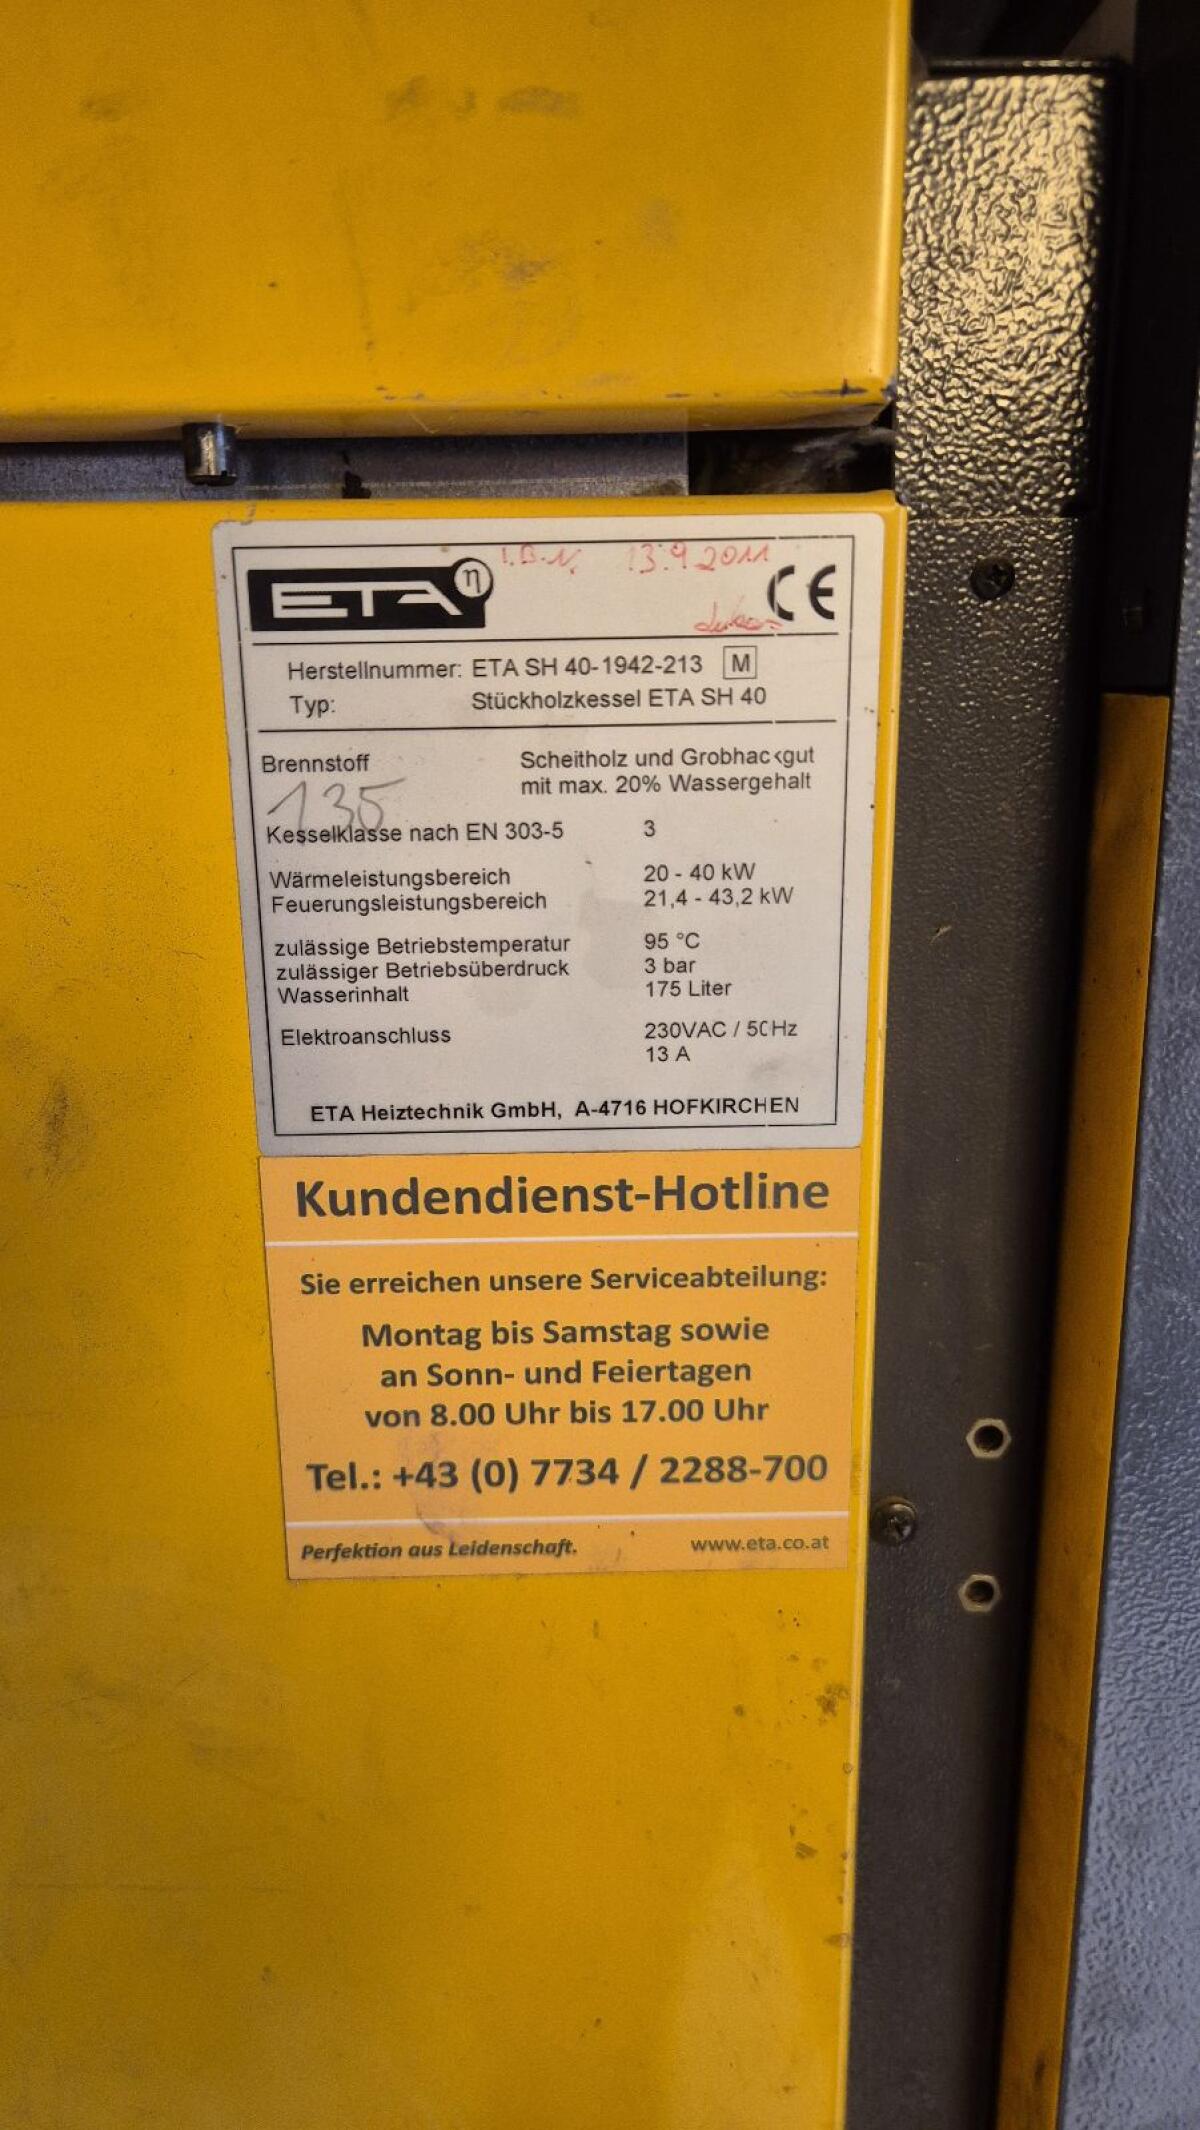 ETA η
I.B.N. 13.9.2011
CE
Herstellnummer: ETA SH 40-1942-213 M
Typ: Stückholzkessel ETA SH 40
Brennstoff Scheitholz und Grobhackgut
mit max. 20% Wassergehalt
135
Kesselklasse nach EN 303-5 3
Wärmeleistungsbereich 20 - 40 kW
Feuerungsleistungsbereich 21,4 - 43,2 kW
zulässige Betriebstemperatur 95 °C
zulässiger Betriebsüberdruck 3 bar
Wasserinhalt 175 Liter
Elektroanschluss 230VAC / 50Hz
13 A
ETA Heiztechnik GmbH, A-4716 HOFKIRCHEN
Kundendienst-Hotline
Sie erreichen unsere Serviceabteilung:
Montag bis Samstag sowie
an Sonn- und Feiertagen
von 8.00 Uhr bis 17.00 Uhr
Tel.: +43 (0) 7734 / 2288-700
Perfektion aus Leidenschaft. www.eta.co.at